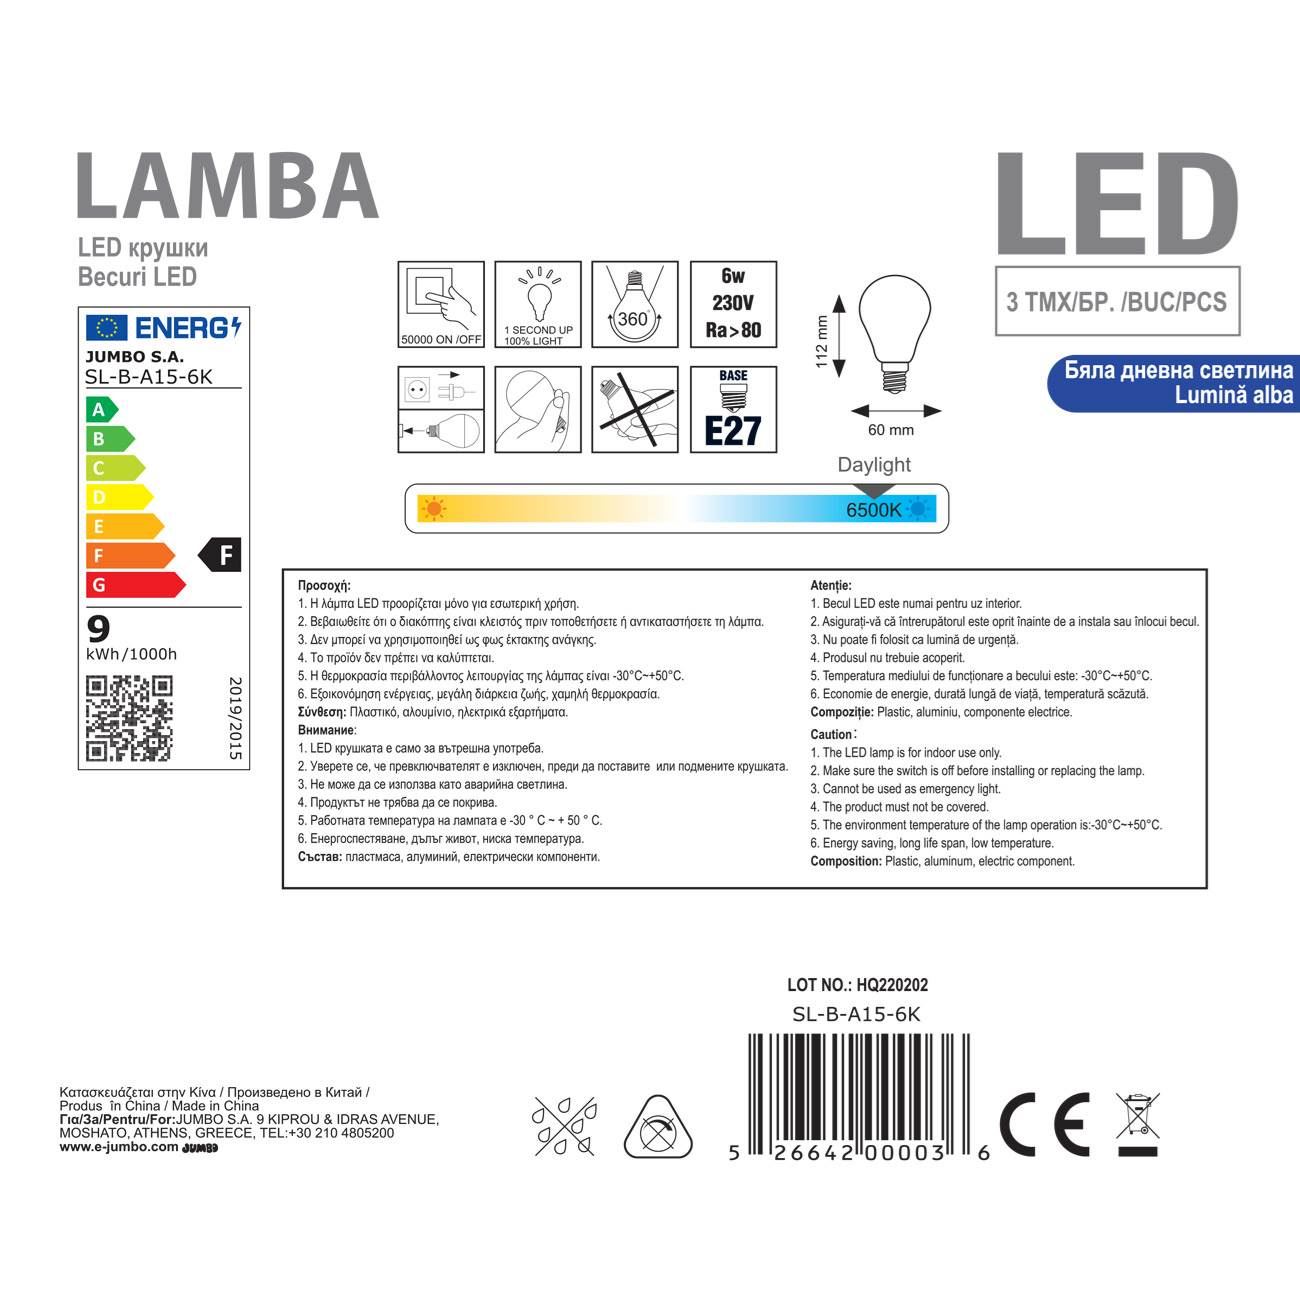 LAMBA
LED крушки
Becuri LED
ENERG
JUMBO S.A.
SL-B-A15-6K
A
B
C
D
E
F
G
F
9
kWh/1000h
2019/2015
50000 ON /OFF
1 SECOND UP
100% LIGHT
360
6w
230V
Ra>80
BASE
E27
112 mm
60 mm
Daylight
6500K
LED
3 ΤΜΧ/БР. /BUC/PCS
Бяла дневна светлина
Lumină alba
Προσοχή:
1. Η λάμπα LED προορίζεται μόνο για εσωτερική χρήση.
2. Βεβαιωθείτε ότι ο διακόπτης είναι κλειστός πριν τοποθετήσετε ή αντικαταστήσετε τη λάμπα.
3. Δεν μπορεί να χρησιμοποιηθεί ως φως έκτακτης ανάγκης.
4. Το προϊόν δεν πρέπει να καλύπτεται.
5. Η θερμοκρασία περιβάλλοντος λειτουργίας της λάμπας είναι -30°C~+50°C.
6. Εξοικονόμηση ενέργειας, μεγάλη διάρκεια ζωής, χαμηλή θερμοκρασία.
Σύνθεση: Πλαστικό, αλουμίνιο, ηλεκτρικά εξαρτήματα.
Внимание:
1. LED крушката е само за вътрешна употреба.
2. Уверете се, че превключвателят е изключен, преди да поставите или подмените крушката.
3. Не може да се използва като аварийна светлина.
4. Продуктът не трябва да се покрива.
5. Работната температура на лампата е -30 ° C ~ + 50 ° C.
6. Енергоспестяване, дълъг живот, ниска температура.
Състав: пластмаса, алуминий, електрически компоненти.
Atenție:
1. Becul LED este numai pentru uz interior.
2. Asigurați-vă că întrerupătorul este oprit înainte de a instala sau înlocui becul.
3. Nu poate fi folosit ca lumină de urgență.
4. Produsul nu trebuie acoperit.
5. Temperatura mediului de funcționare a becului este: -30°C~+50°C.
6. Economie de energie, durată lungă de viață, temperatură scăzută.
Compoziție: Plastic, aluminiu, componente electrice.
Caution:
1. The LED lamp is for indoor use only.
2. Make sure the switch is off before installing or replacing the lamp.
3. Cannot be used as emergency light.
4. The product must not be covered.
5. The environment temperature of the lamp operation is:-30°C~+50°C.
6. Energy saving, long life span, low temperature.
Composition: Plastic, aluminum, electric component.
LOT NO.: HQ220202
SL-B-A15-6K
5 26642 00003 6
CE
Κατασκευάζεται στην Κίνα / Произведено в Китай /
Produs în China / Made in China
Για/За/Pentru/For:JUMBO S.A. 9 KIPROU & IDRAS AVENUE,
MOSHATO, ATHENS, GREECE, TEL:+30 210 4805200
www.e-jumbo.com JUMBO